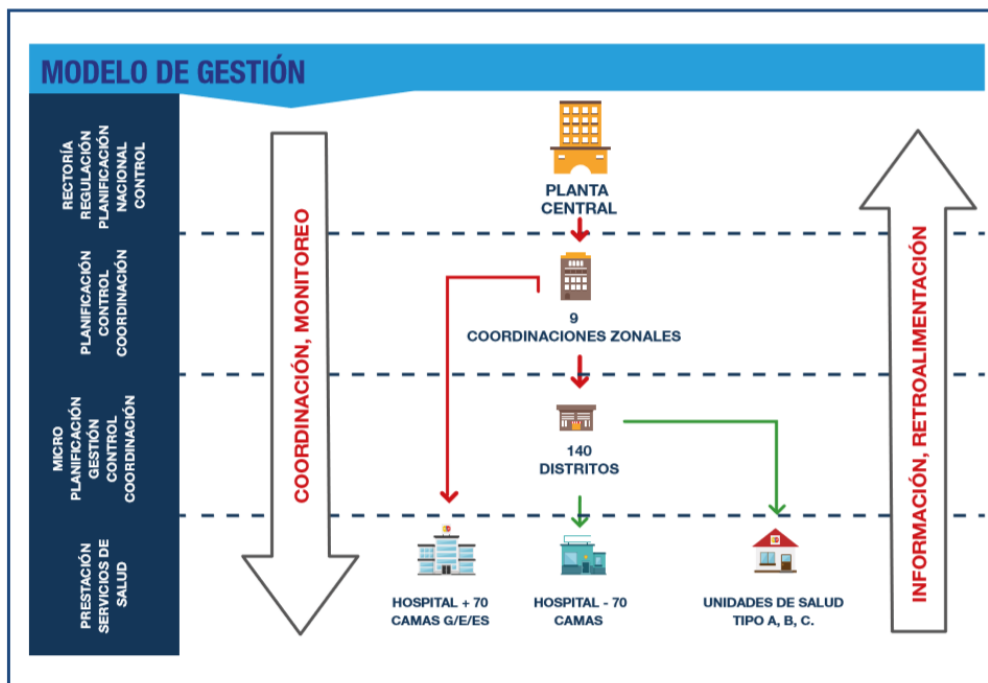 MODELO DE GESTIÓN
RECTORÍA
REGULACIÓN
PLANIFICACIÓN
NACIONAL
CONTROL
PLANIFICACIÓN
CONTROL
COORDINACIÓN
MICRO
PLANIFICACIÓN
GESTIÓN
CONTROL
COORDINACIÓN
PRESTACIÓN
SERVICIOS DE
SALUD
COORDINACIÓN, MONITOREO
PLANTA
CENTRAL
9
COORDINACIONES ZONALES
140
DISTRITOS
HOSPITAL + 70
CAMAS G/E/ES
HOSPITAL - 70
CAMAS
UNIDADES DE SALUD
TIPO A, B, C.
INFORMACIÓN, RETROALIMENTACIÓN